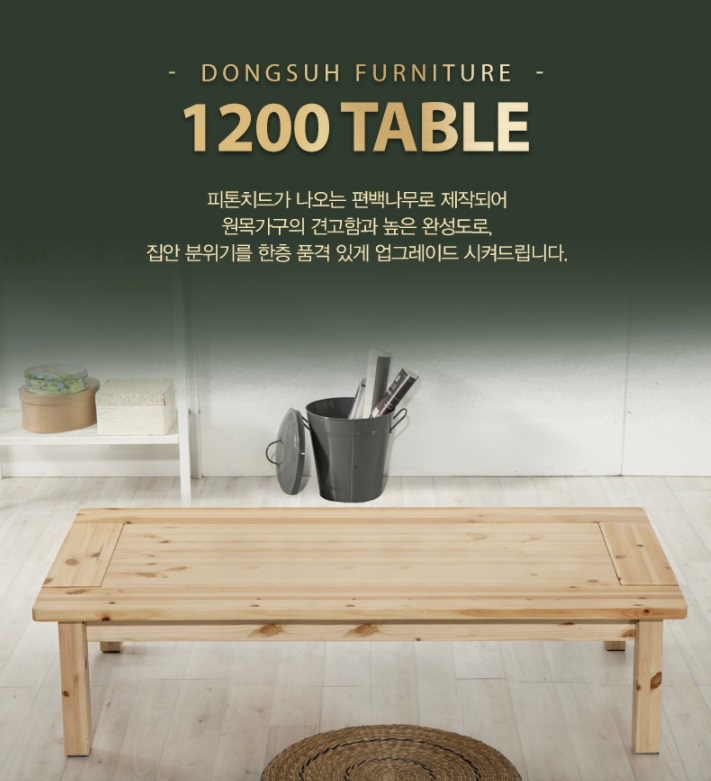 - DONGSUH FURNITURE -
1200 TABLE
피톤치드가 나오는 편백나무로 제작되어
원목가구의 견고함과 높은 완성도로,
집안 분위기를 한층 품격 있게 업그레이드 시켜드립니다.